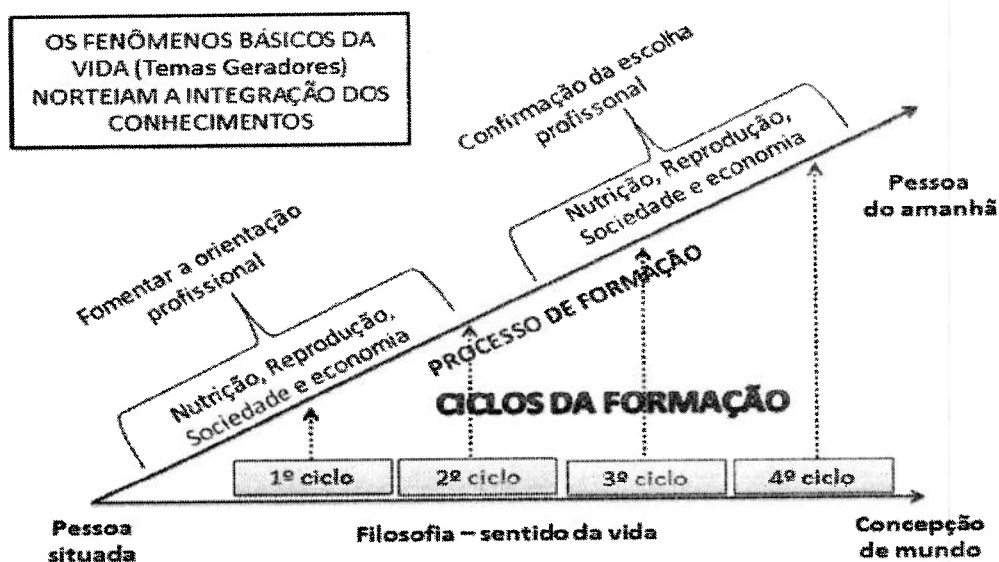 OS FENÔMENOS BÁSICOS DA
VIDA (Temas Geradores)
NORTEIAM A INTEGRAÇÃO DOS
CONHECIMENTOS
Confirmação da escolha
profissional
Nutrição, Reprodução,
Sociedade e economia
Pessoa
do amanhã
Fomentar a orientação
profissional
Nutrição, Reprodução,
Sociedade e economia
PROCESSO DE FORMAÇÃO
CICLOS DA FORMAÇÃO
1º ciclo
2º ciclo
3º ciclo
4º ciclo
Pessoa
situada
Filosofia – sentido da vida
Concepção
de mundo